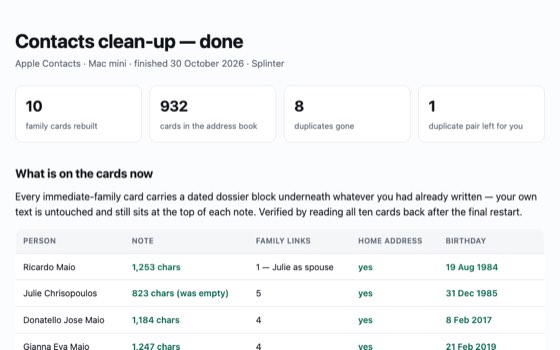 Contacts clean-up — done
Apple Contacts · Mac mini · finished 30 October 2026 · Splinter
10
family cards rebuilt
932
cards in the address book
8
duplicates gone
1
duplicate pair left for you
What is on the cards now
Every immediate-family card carries a dated dossier block underneath whatever you had already written — your own
text is untouched and still sits at the top of each note. Verified by reading all ten cards back after the final restart.
PERSON NOTE FAMILY LINKS HOME ADDRESS BIRTHDAY
Ricardo Maio 1,253 chars 1 — Julie as spouse yes 19 Aug 1984
Julie Chrisopoulos 823 chars (was empty) 5 yes 31 Dec 1985
Donatello Jose Maio 1,184 chars 4 yes 8 Feb 2017
Gianna Eva Maio 1,247 chars 4 yes 21 Feb 2019